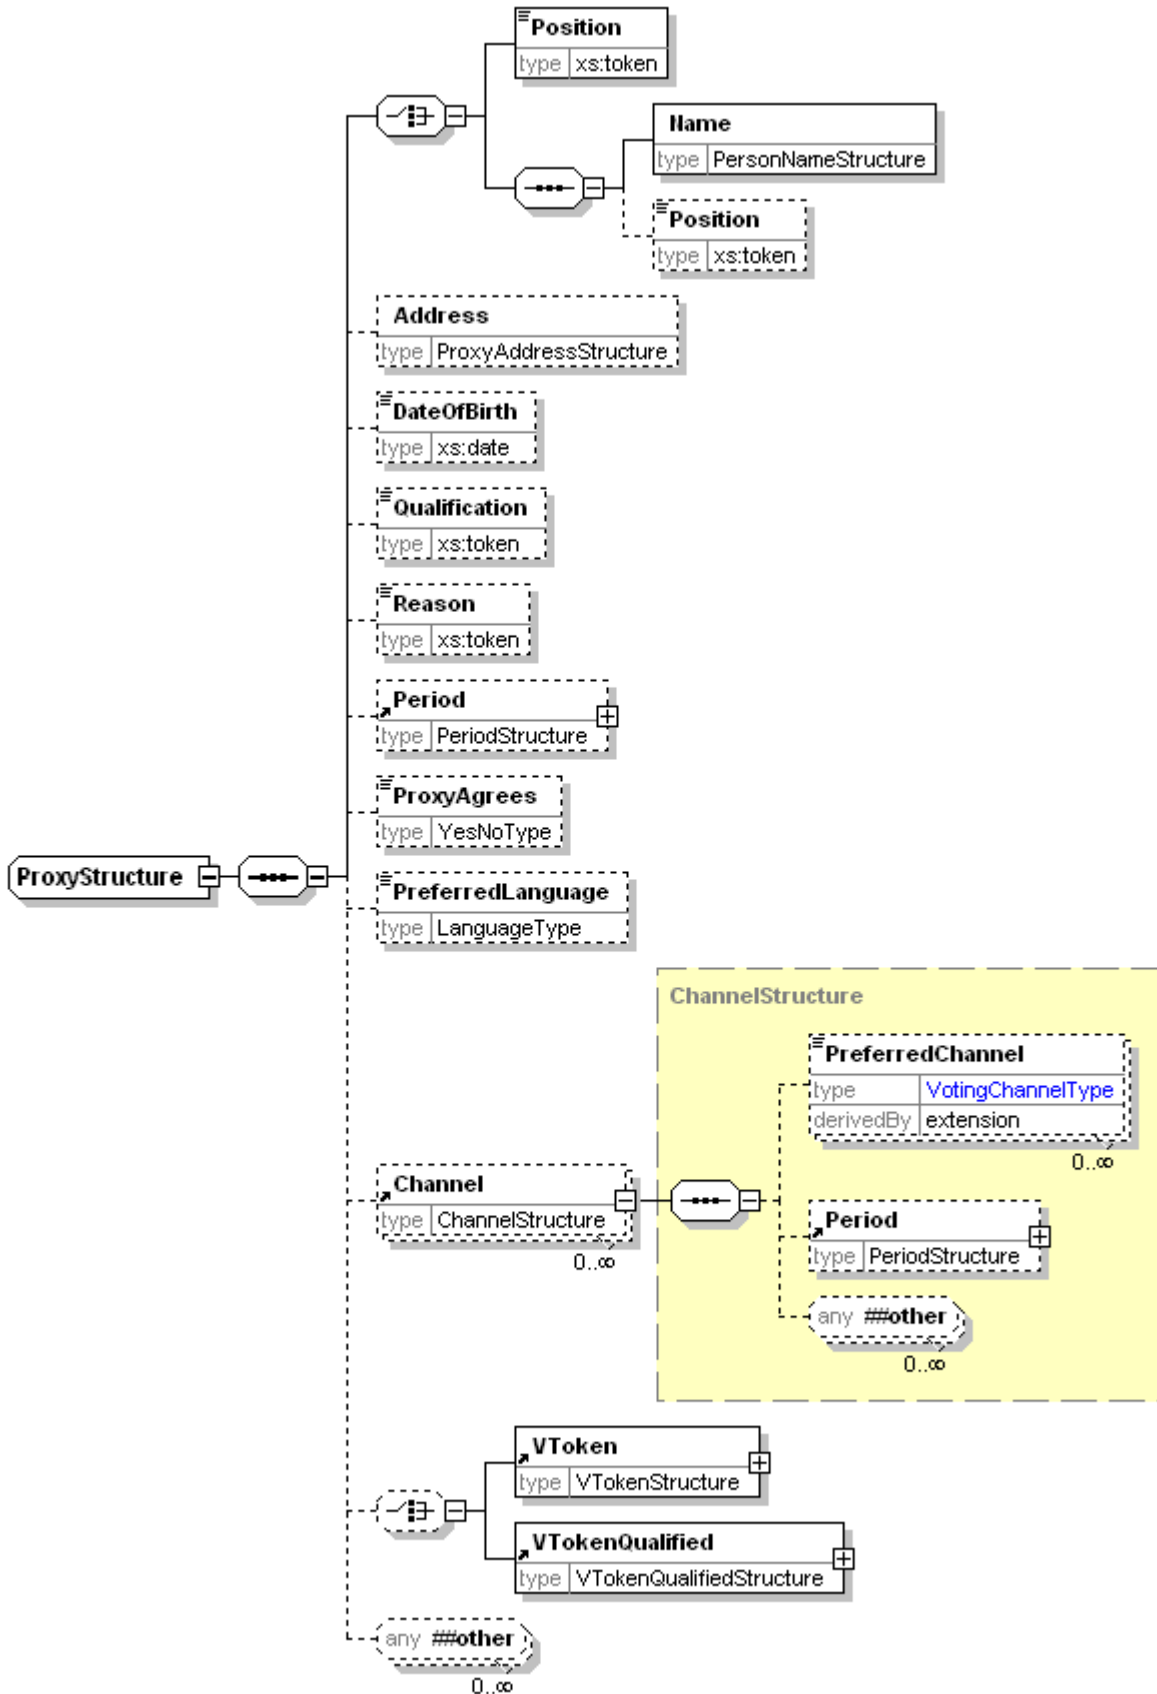 Position
type xs:token
Name
type PersonNameStructure
Position
type xs:token
Address
type ProxyAddressStructure
DateOfBirth
type xs:date
Qualification
type xs:token
Reason
type xs:token
Period
type PeriodStructure
ProxyAgrees
type YesNoType
ProxyStructure
PreferredLanguage
type LanguageType
ChannelStructure
PreferredChannel
type VotingChannelType
derivedBy extension
0..∞
Channel
type ChannelStructure
0..∞
Period
type PeriodStructure
any ##other
0..∞
VToken
type VTokenStructure
VTokenQualified
type VTokenQualifiedStructure
any ##other
0..∞